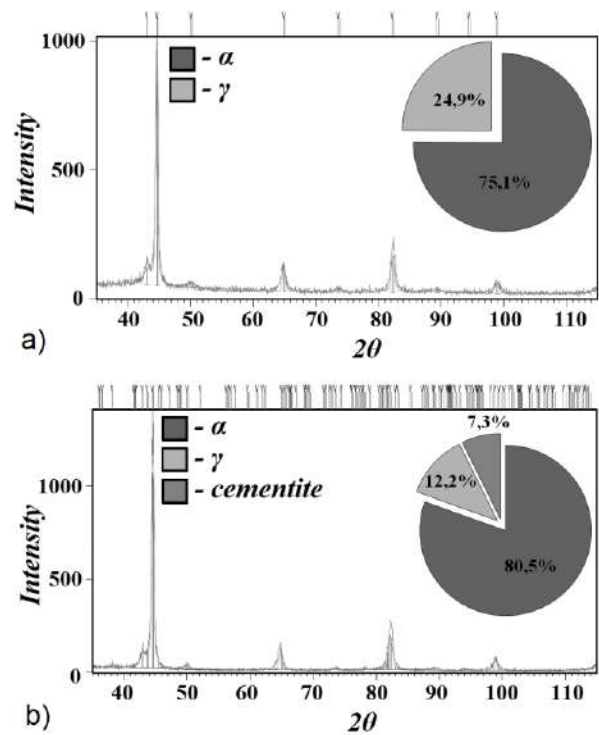 1000
- α
- γ
24,9%
75,1%
Intensity
500
0
40 50 60 70 80 90 100 110
2θ
a)
- α
- γ
- cementite
7,3%
12,2%
80,5%
Intensity
1000
500
0
40 50 60 70 80 90 100 110
2θ
b)